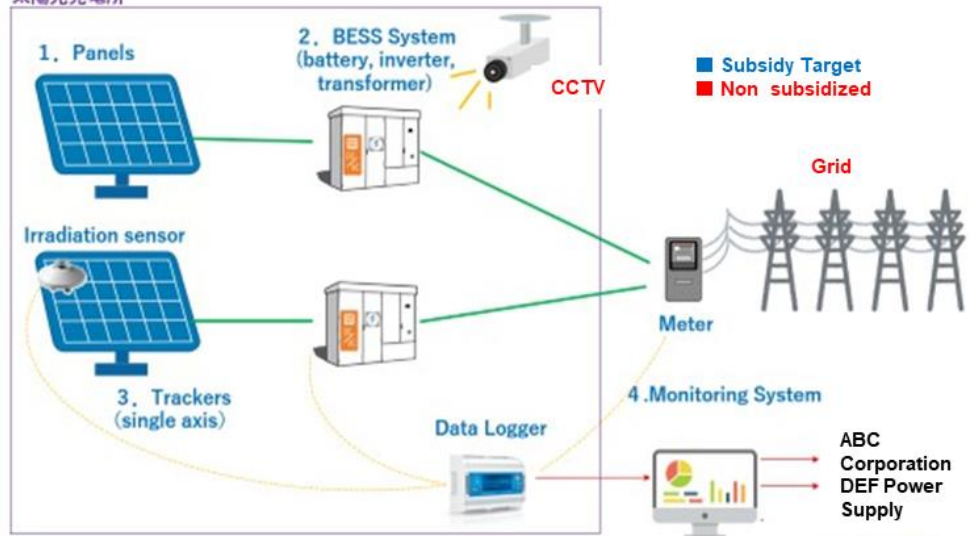 1. Panels
2. BESS System
(battery, inverter,
transformer)
CCTV
Subsidy Target
Non subsidized
Grid
Irradiation sensor
Meter
3. Trackers
(single axis)
4 .Monitoring System
Data Logger
ABC
Corporation
DEF Power
Supply